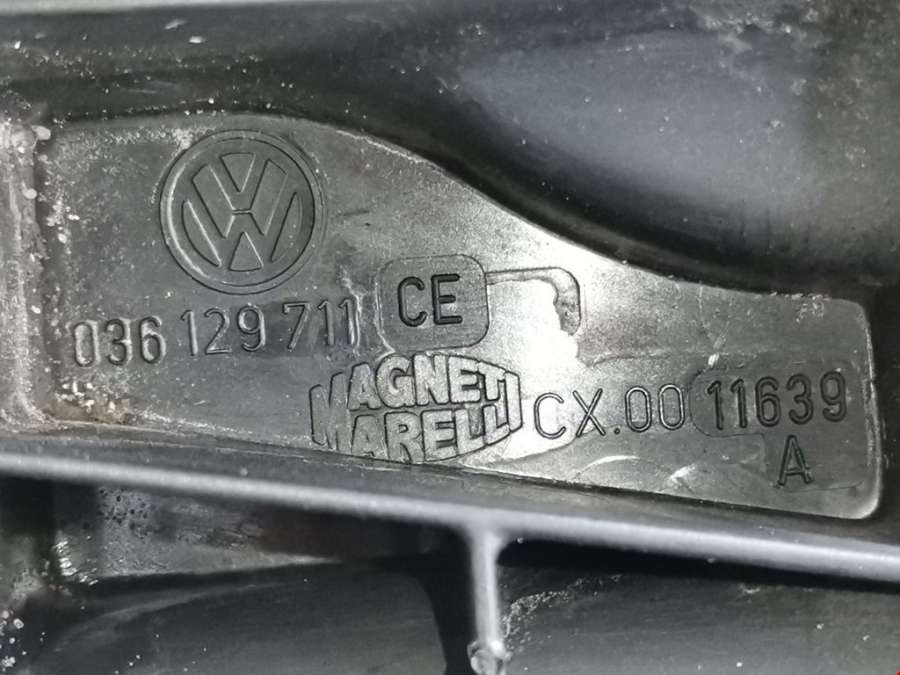 036 129 711 CE
MAGNETI
MARELLI
CX.00 11639
A